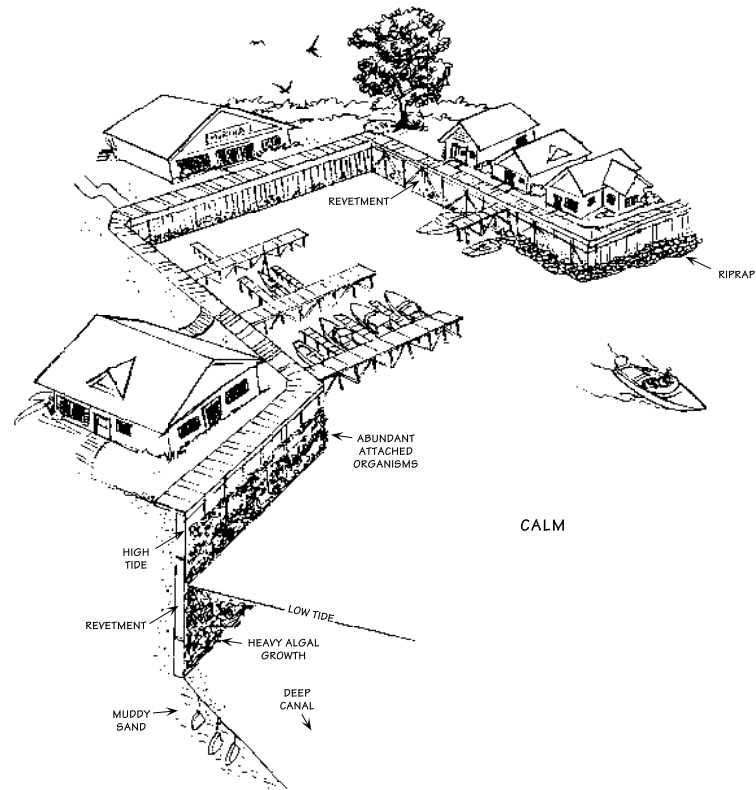 REVETMENT
RIPRAP
ABUNDANT
ATTACHED
ORGANISMS
CALM
HIGH
TIDE
LOW TIDE
REVETMENT
HEAVY ALGAL
GROWTH
DEEP
CANAL
MUDDY
SAND